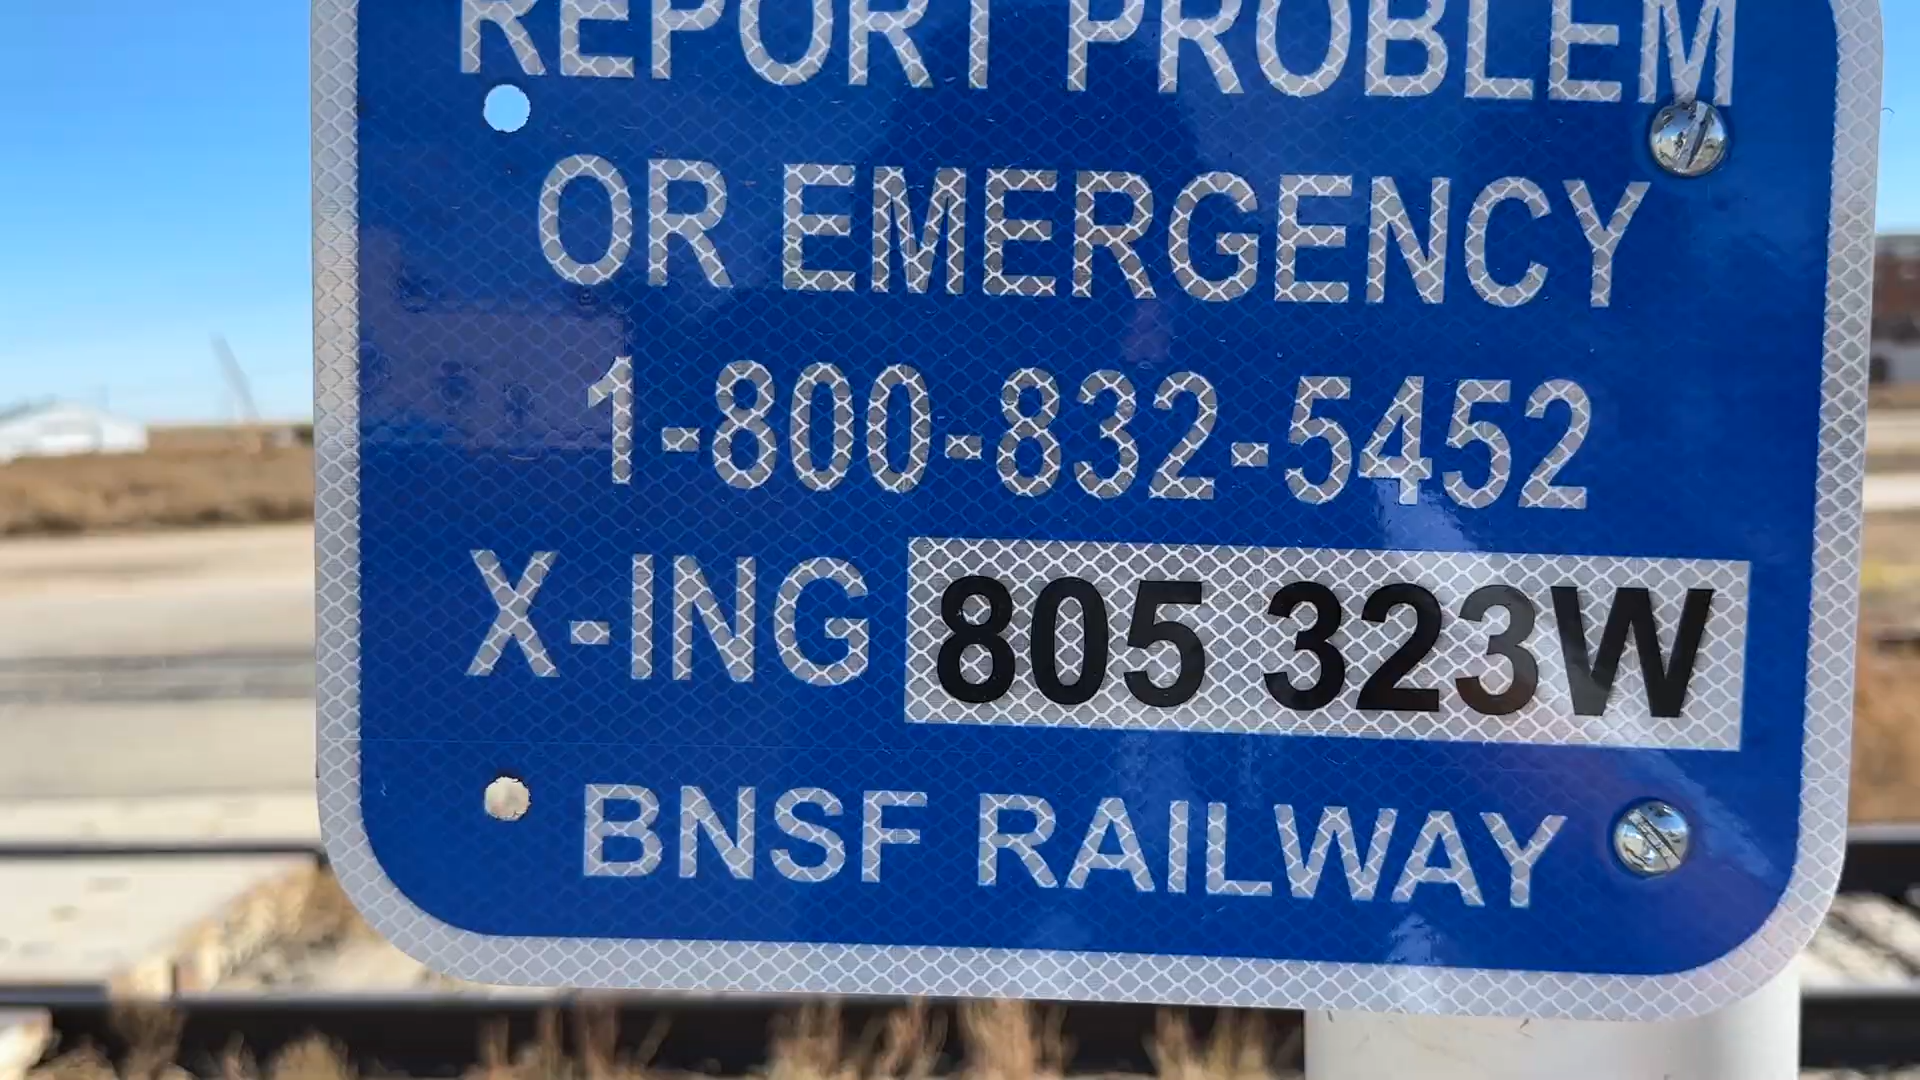 REPORT PROBLEM
OR EMERGENCY
1-800-832-5452
X-ING 805 323W
BNSF RAILWAY